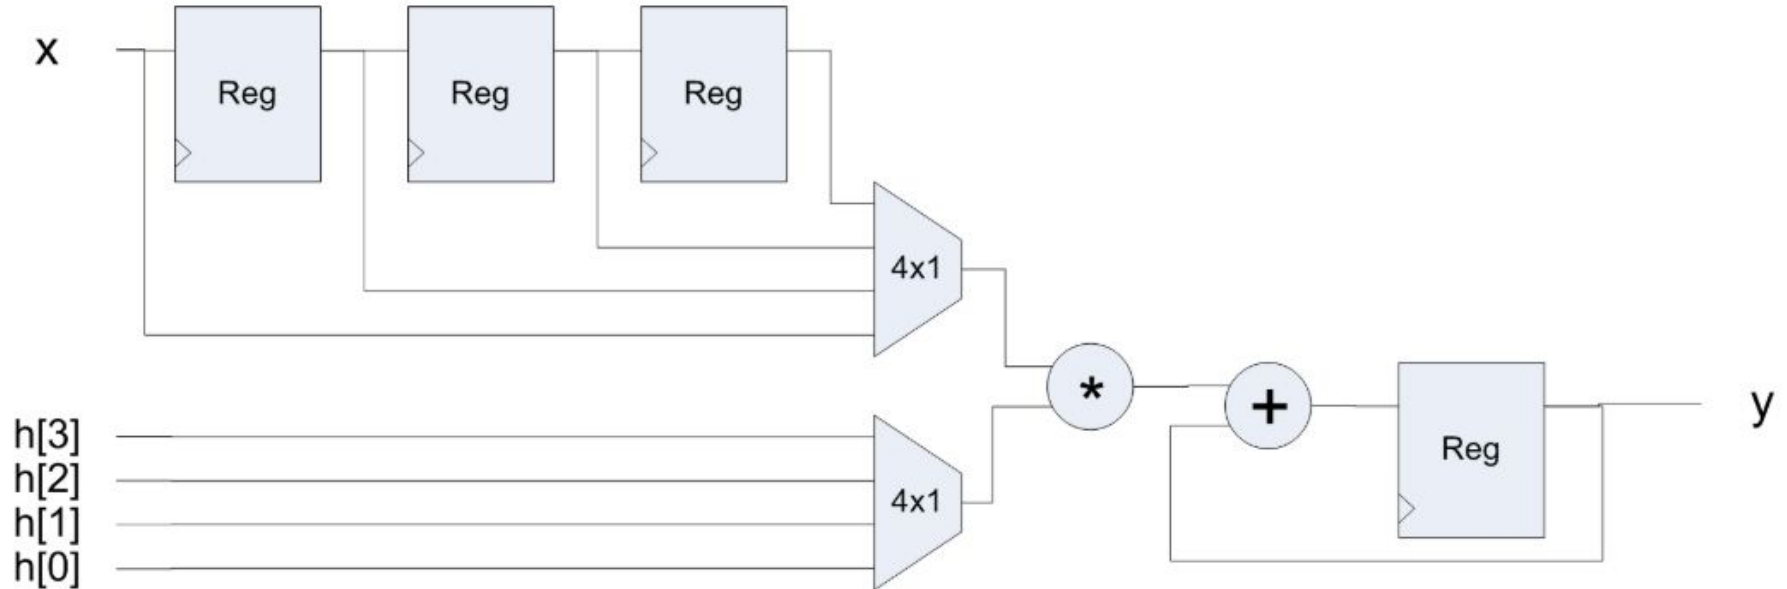 x
Reg
Reg
Reg
4x1
*
+
y
h[3]
h[2]
h[1]
h[0]
4x1
Reg